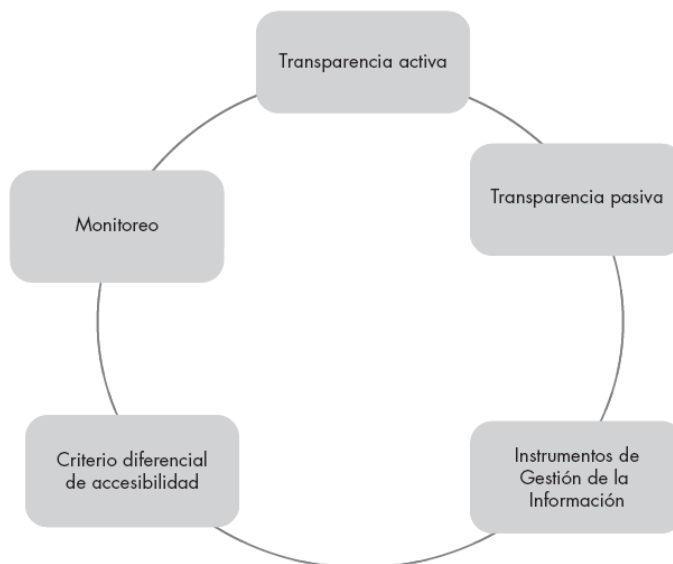 Transparencia activa
Transparencia pasiva
Instrumentos de
Gestión de la
Información
Criterio diferencial
de accesibilidad
Monitoreo